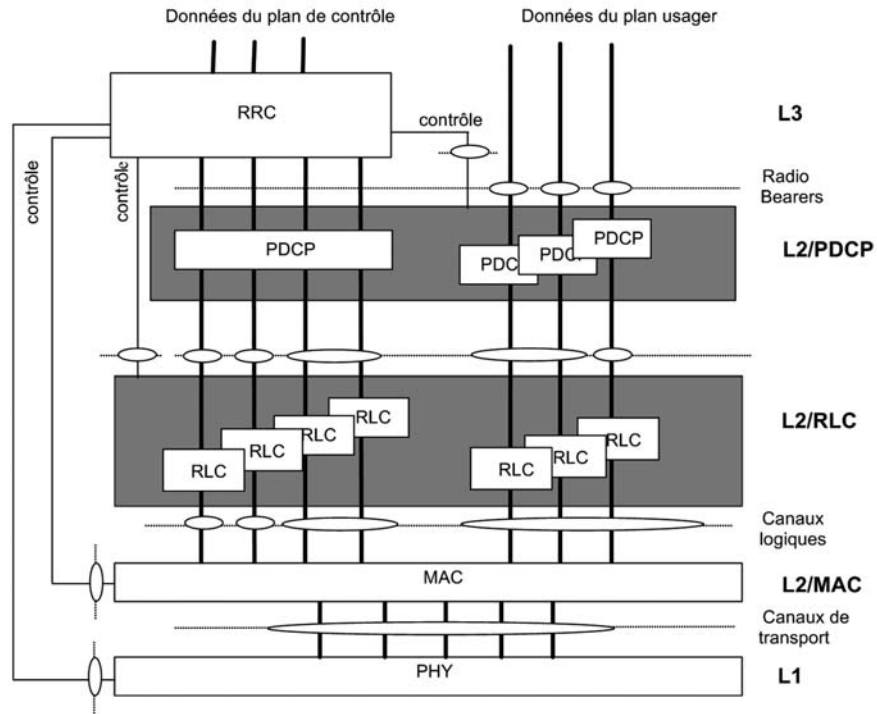 Données du plan de contrôle
Données du plan usager
RRC
L3
contrôle
contrôle
contrôle
Radio
Bearers
PDCP
PDC
PDC
PDCP
L2/PDCP
RLC
RLC
RLC
RLC
RLC
RLC
RLC
L2/RLC
Canaux
logiques
MAC
L2/MAC
Canaux de
transport
PHY
L1